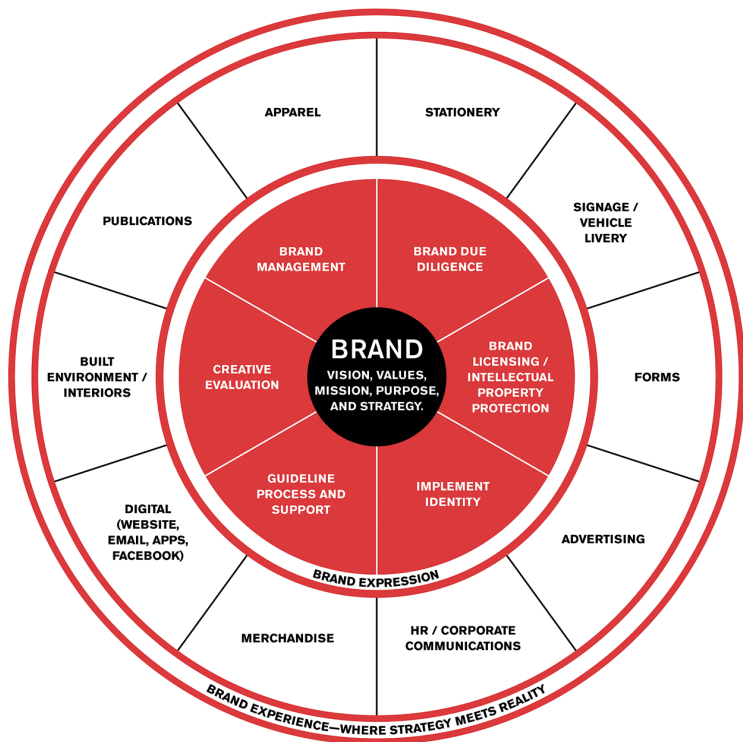 APPAREL
STATIONERY
SIGNAGE /
VEHICLE
LIVERY
FORMS
ADVERTISING
HR / CORPORATE
COMMUNICATIONS
MERCHANDISE
DIGITAL
(WEBSITE,
EMAIL, APPS,
FACEBOOK)
BUILT
ENVIRONMENT /
INTERIORS
PUBLICATIONS
BRAND
MANAGEMENT
BRAND DUE
DILIGENCE
BRAND
LICENSING /
INTELLECTUAL
PROPERTY
PROTECTION
IMPLEMENT
IDENTITY
GUIDELINE
PROCESS AND
SUPPORT
CREATIVE
EVALUATION
BRAND
VISION, VALUES,
MISSION, PURPOSE,
AND STRATEGY.
BRAND EXPRESSION
BRAND EXPERIENCE—WHERE STRATEGY MEETS REALITY